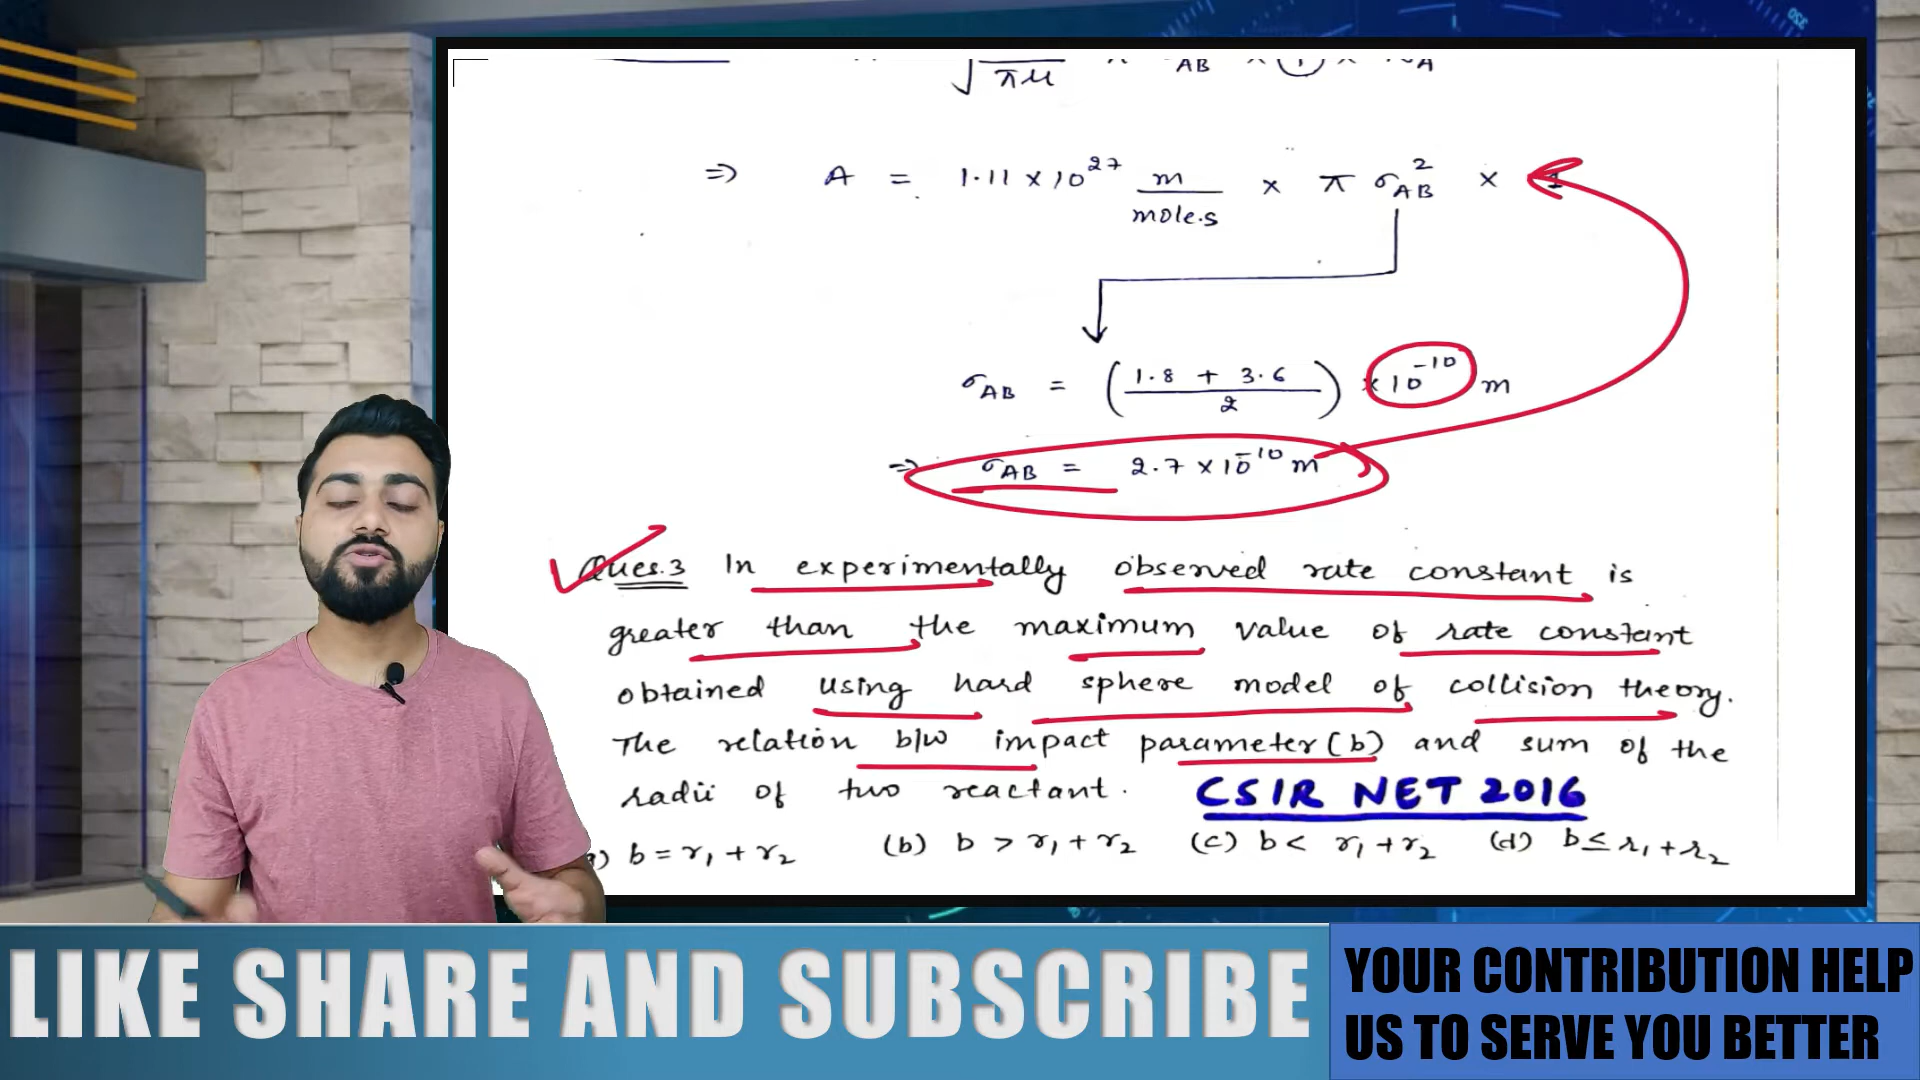 √πμ AB × 1 × NA
⇒ A = 1.11 × 10²⁷ m/mole.s × π σ²AB ×
σAB = (1.8 + 3.6 / 2) × 10⁻¹⁰ m
⇒ σAB = 2.7 × 10⁻¹⁰ m
Ques.3 In experimentally observed rate constant is
greater than the maximum value of rate constant
obtained using hard sphere model of collision theory.
The relation b/w impact parameter (b) and sum of the
radii of two reactant. CSIR NET 2016
a) b = r₁ + r₂ (b) b > r₁ + r₂ (c) b < r₁ + r₂ (d) b ≤ r₁ + r₂
LIKE SHARE AND SUBSCRIBE
YOUR CONTRIBUTION HELP
US TO SERVE YOU BETTER